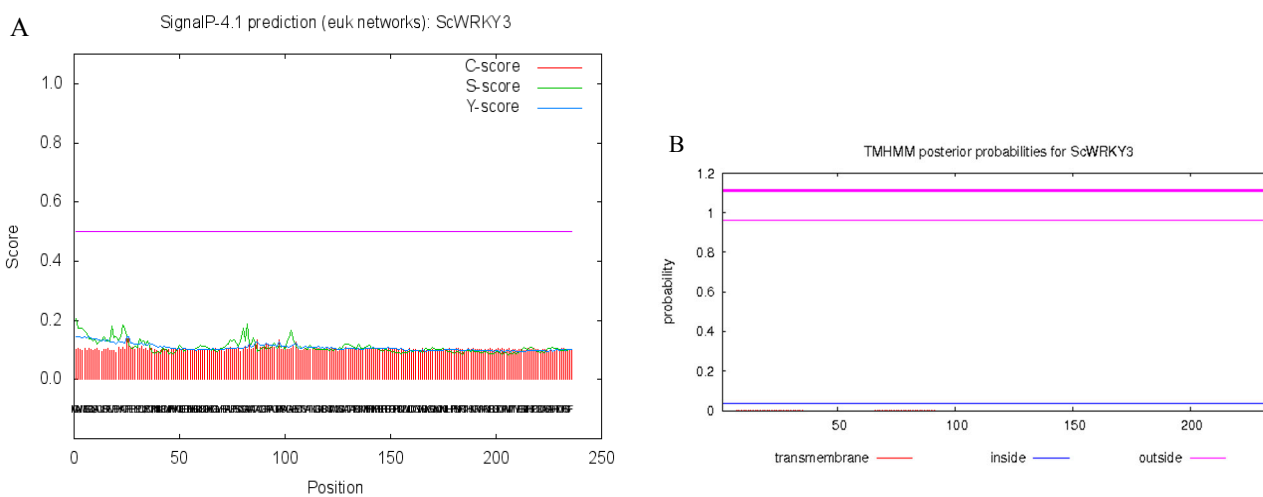 A
SignalP-4.1 prediction (euk networks): ScWRKY3
C-score
S-score
Y-score
1.0
0.8
0.6
0.4
0.2
0.0
Score
0 50 100 150 200 250
Position
B
TMHMM posterior probabilities for ScWRKY3
1.2
1
0.8
0.6
0.4
0.2
0
probability
50 100 150 200
transmembrane inside outside